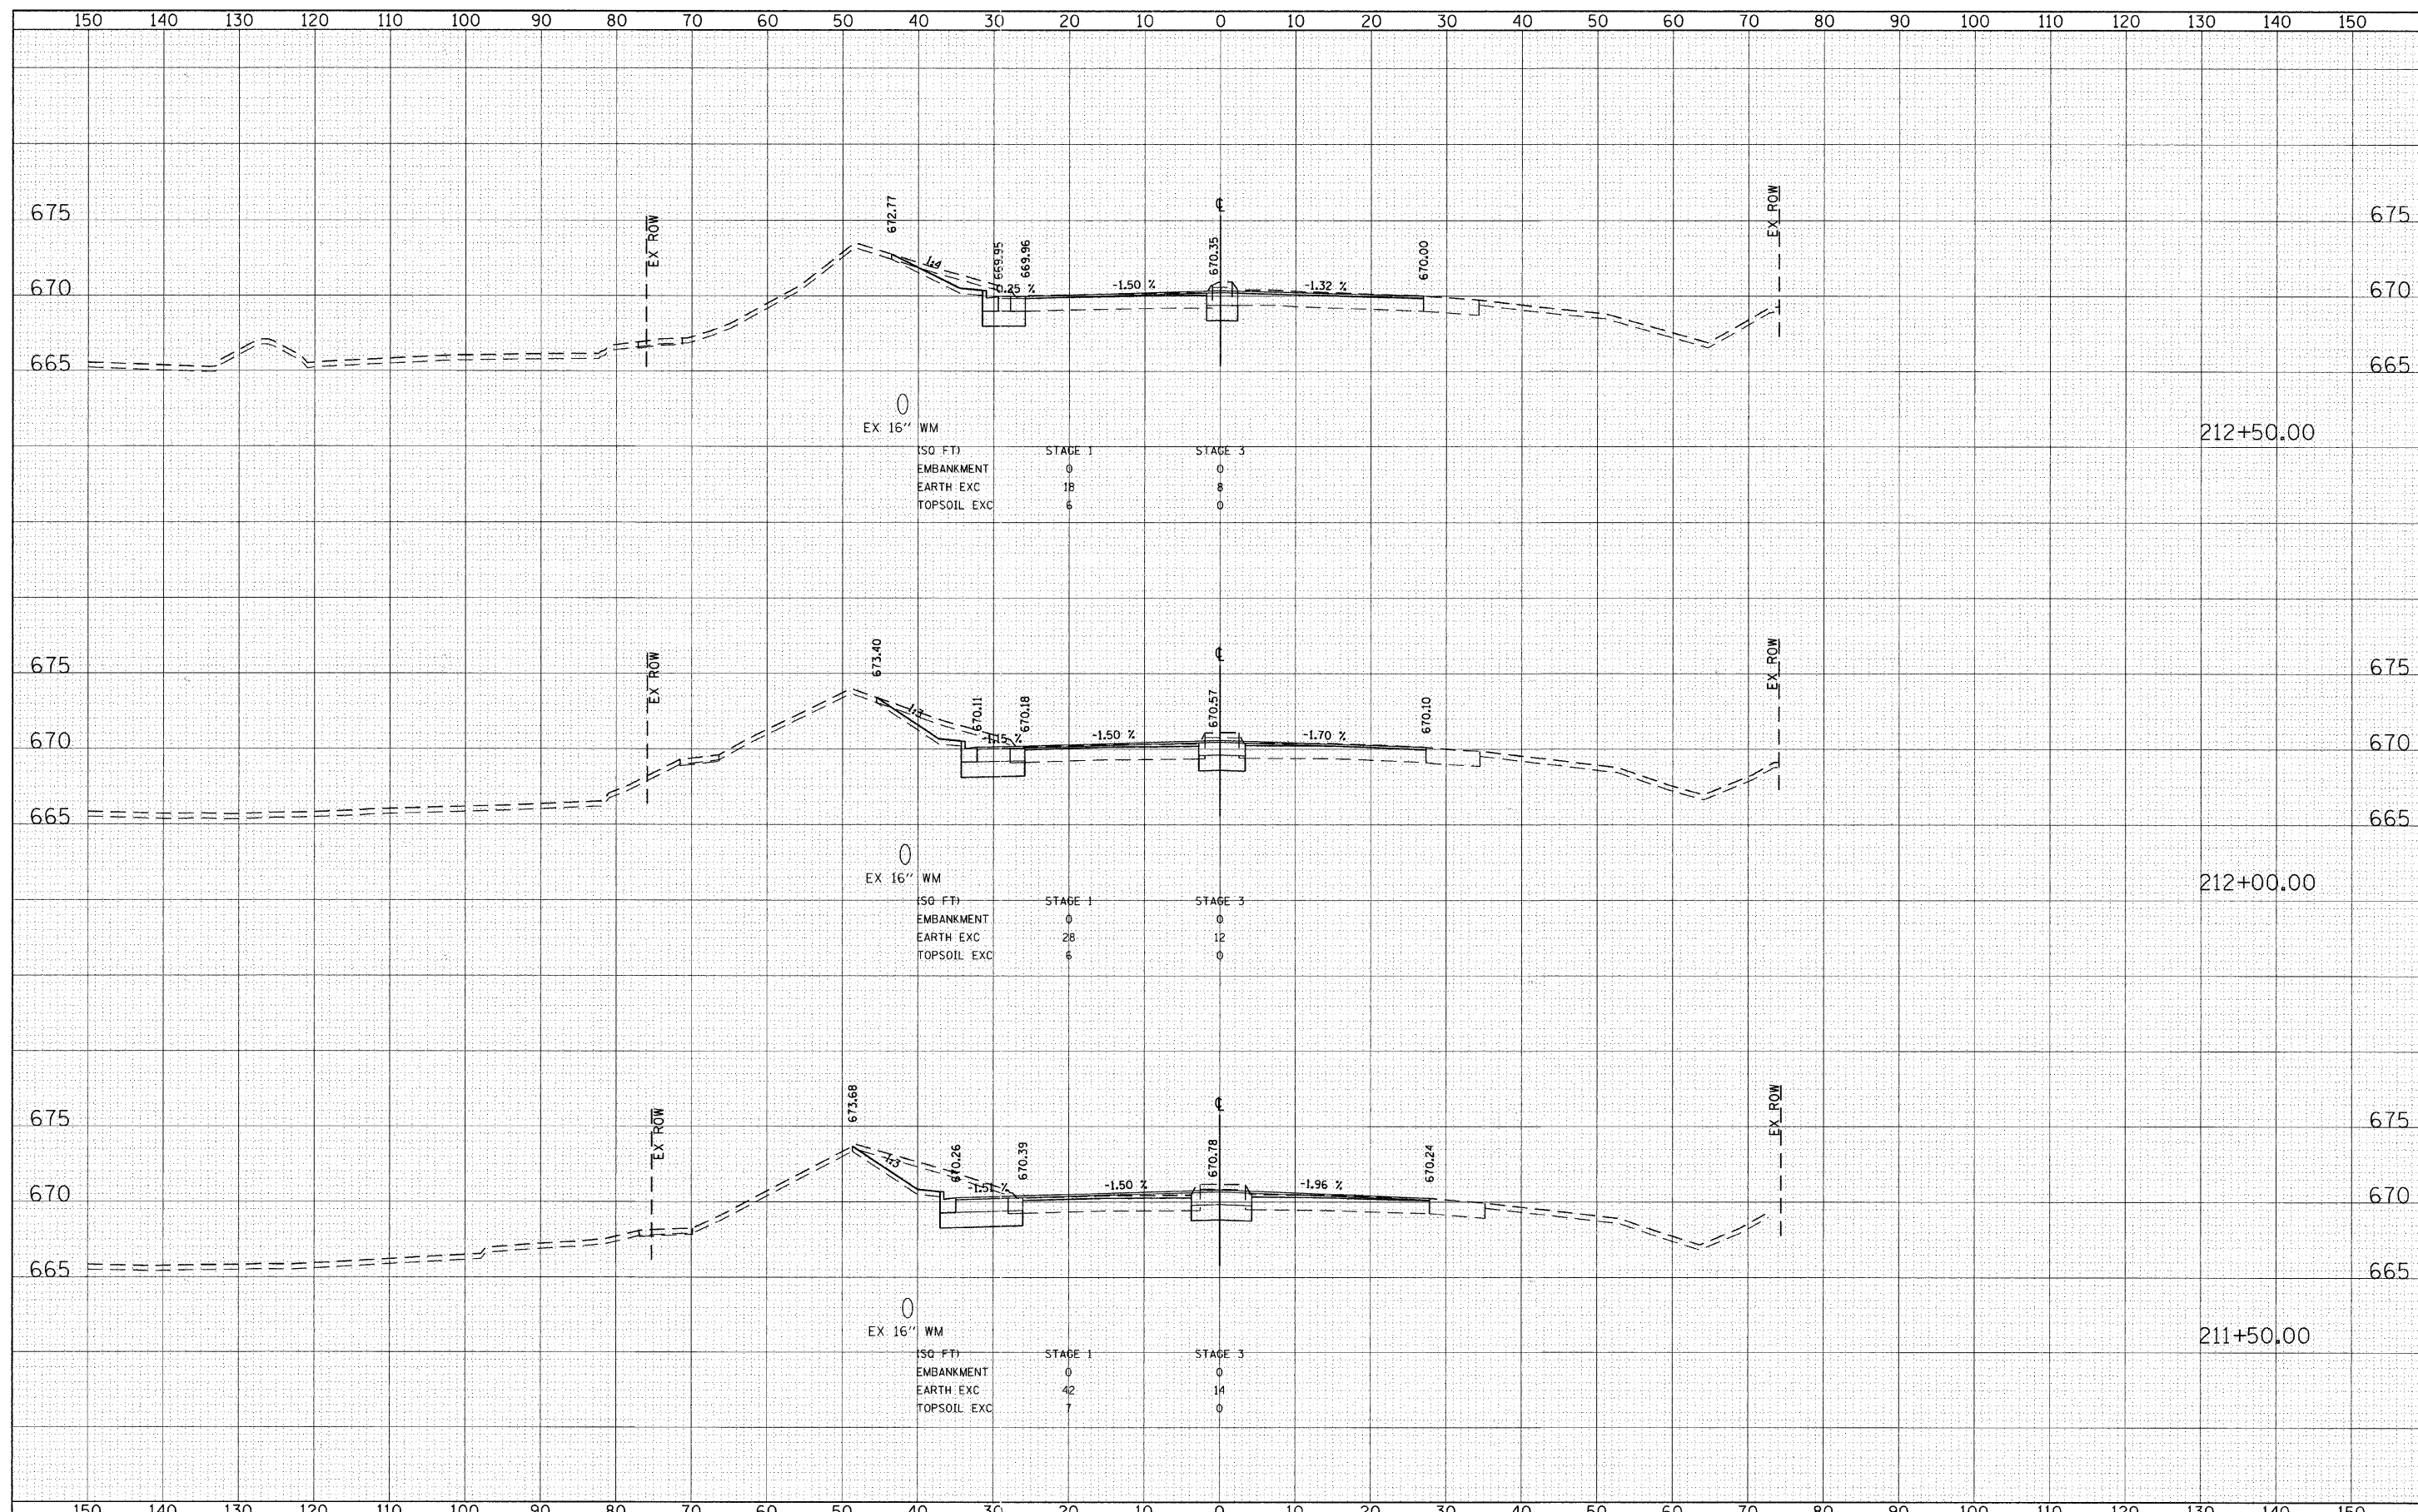 150 140 130 120 110 100 90 80 70 60 50 40 30 20 10 0 10 20 30 40 50 60 70 80 90 100 110 120 130 140 150
675 EX ROW 672.77 669.95 669.96 ℄ 670.35 670.00 EX ROW 675
670 1:4 0.25 % -1.50 % -1.32 % 670
665 665
EX 16'' WM
212+50.00
(SQ FT) STAGE 1 STAGE 3
EMBANKMENT 0 0
EARTH EXC 18 8
TOPSOIL EXC 6 0
675 EX ROW 673.40 670.11 670.18 ℄ 670.57 670.10 EX ROW 675
670 1:3 -1.15 % -1.50 % -1.70 % 670
665 665
EX 16'' WM
212+00.00
(SQ FT) STAGE 1 STAGE 3
EMBANKMENT 0 0
EARTH EXC 28 12
TOPSOIL EXC 6 0
675 EX ROW 673.68 670.26 670.39 ℄ 670.78 670.24 EX ROW 675
670 1:3 -1.51 % -1.50 % -1.96 % 670
665 665
EX 16'' WM
211+50.00
(SQ FT) STAGE 1 STAGE 3
EMBANKMENT 0 0
EARTH EXC 42 14
TOPSOIL EXC 7 0
150 140 130 120 110 100 90 80 70 60 50 40 30 20 10 0 10 20 30 40 50 60 70 80 90 100 110 120 130 140 150